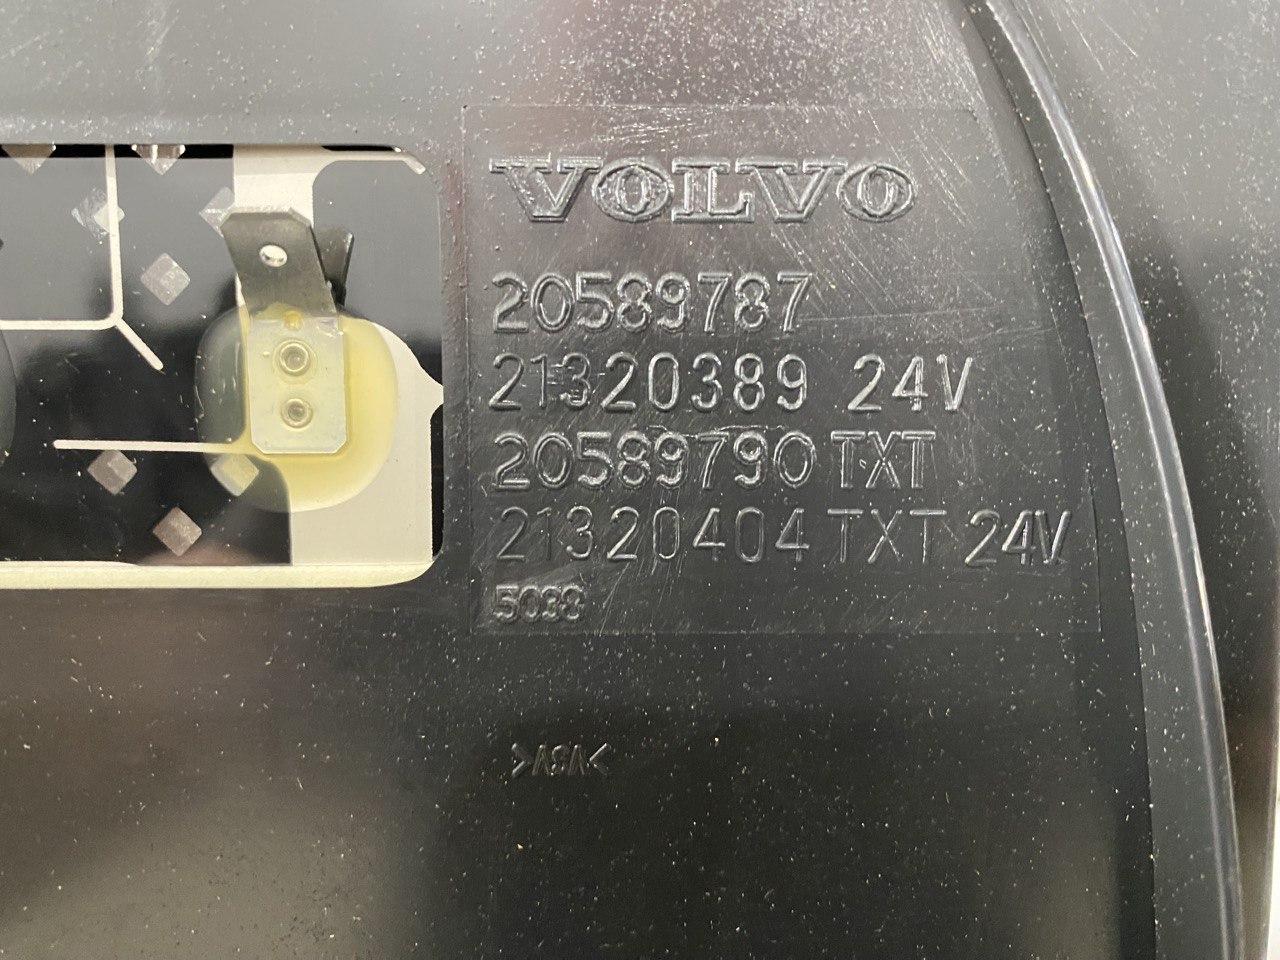 VOLVO
20589787
21320389 24V
20589790 TXT
21320404 TXT 24V
5038
>ASA<